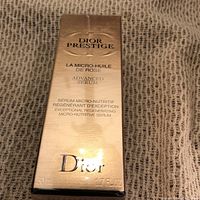 DIOR
PRESTIGE
LA MICRO-HUILE
DE ROSE
ADVANCED
SERUM
SÉRUM MICRO-NUTRITIF
RÉGÉNÉRANT D'EXCEPTION
EXCEPTIONAL REGENERATING
MICRO-NUTRITIVE SERUM
Dior